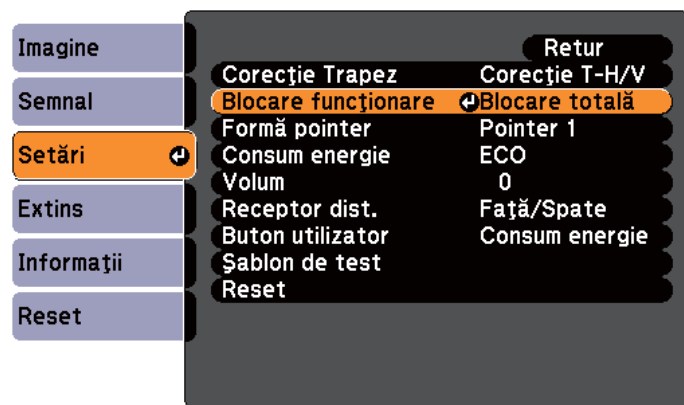 Imagine
Semnal
Setări
Extins
Informaţii
Reset
Retur
Corecţie Trapez Corecţie T-H/V
Blocare funcţionare Blocare totală
Formă pointer Pointer 1
Consum energie ECO
Volum 0
Receptor dist. Faţă/Spate
Buton utilizator Consum energie
Şablon de test
Reset